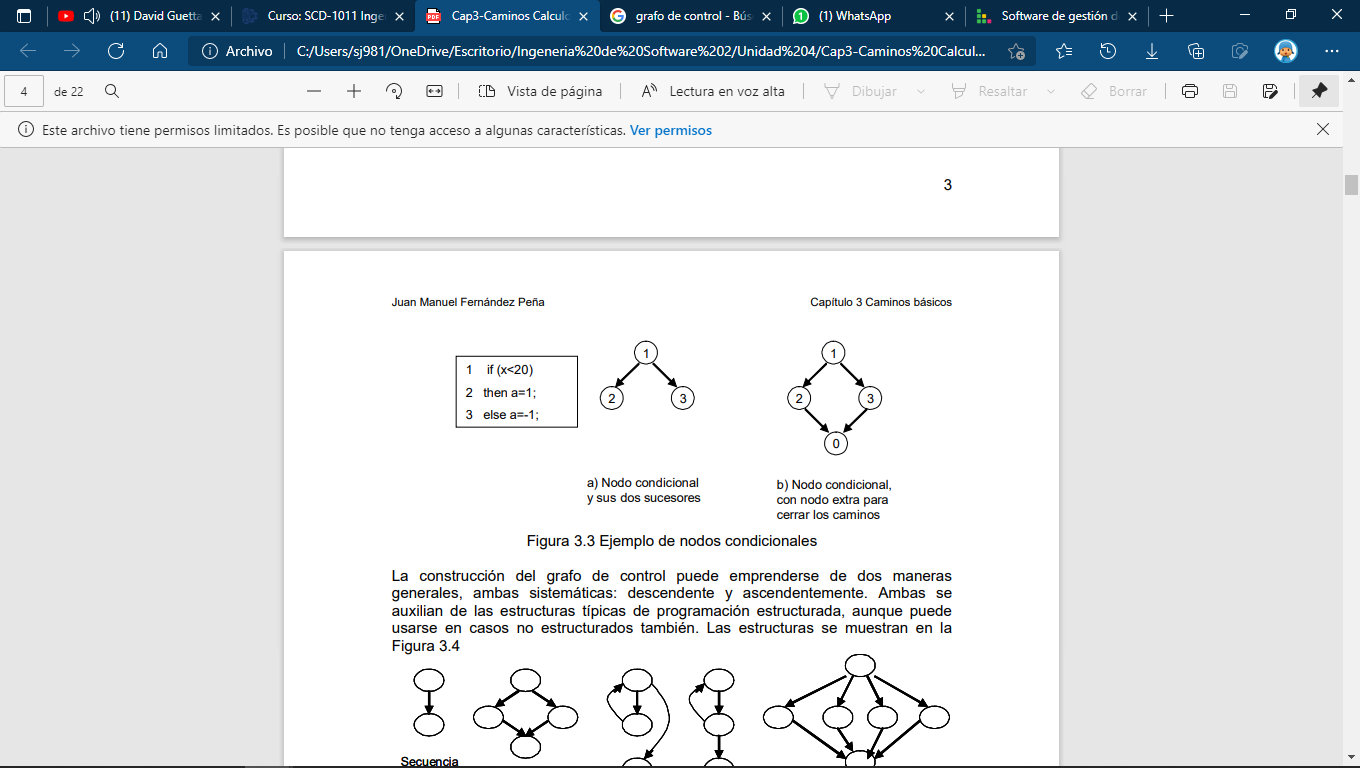 (11) David Guetta
Curso: SCD-1011 Inge
Cap3-Caminos Calculo
grafo de control - Bús
(1) WhatsApp
Software de gestión d
Archivo
C:/Users/sj981/OneDrive/Escritorio/Ingeneria%20de%20Software%202/Unidad%204/Cap3-Caminos%20Calcul...
4
de 22
Vista de página
Lectura en voz alta
Dibujar
Resaltar
Borrar
Este archivo tiene permisos limitados. Es posible que no tenga acceso a algunas características. Ver permisos
3
Juan Manuel Fernández Peña
Capítulo 3 Caminos básicos
1 if (x<20)
2 then a=1;
3 else a=-1;
1
2 3
1
2 3
0
a) Nodo condicional
y sus dos sucesores
b) Nodo condicional,
con nodo extra para
cerrar los caminos
Figura 3.3 Ejemplo de nodos condicionales
La construcción del grafo de control puede emprenderse de dos maneras
generales, ambas sistemáticas: descendente y ascendentemente. Ambas se
auxilian de las estructuras típicas de programación estructurada, aunque puede
usarse en casos no estructurados también. Las estructuras se muestran en la
Figura 3.4
Secuencia